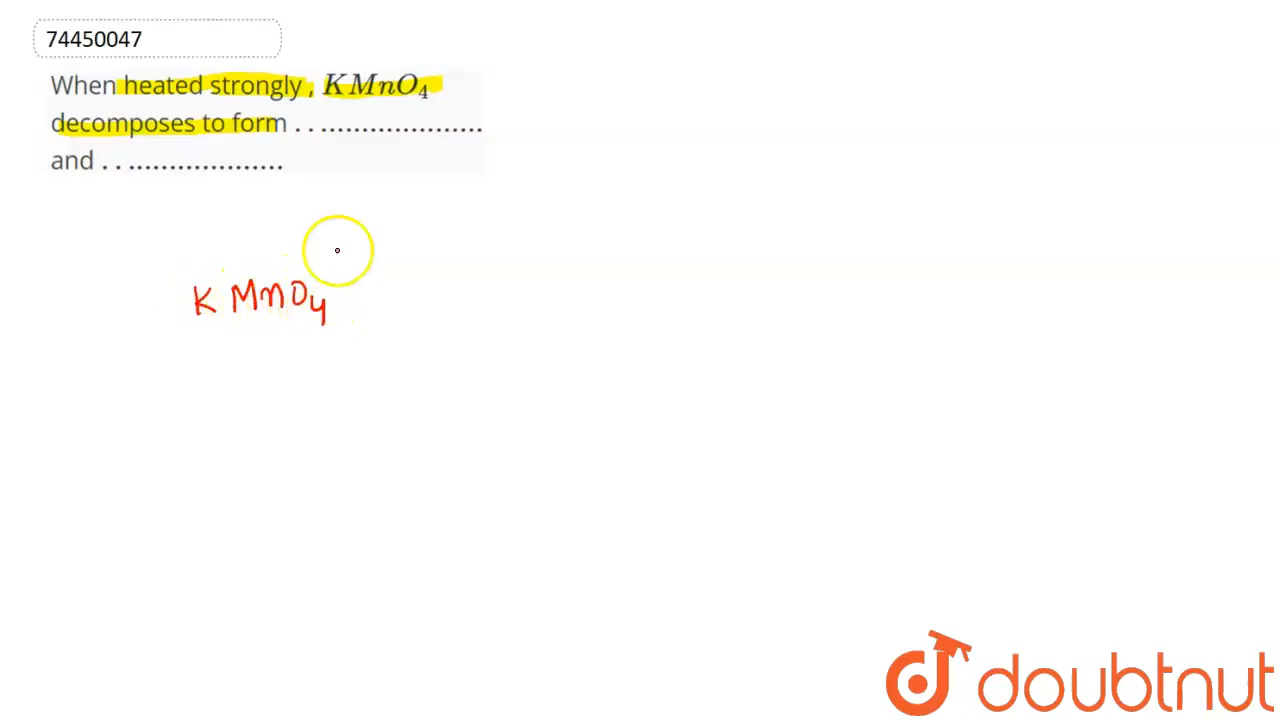 74450047
When heated strongly , KMnO₄
decomposes to form . . ......................
and . . .....................
K MnO₄
doubtnut